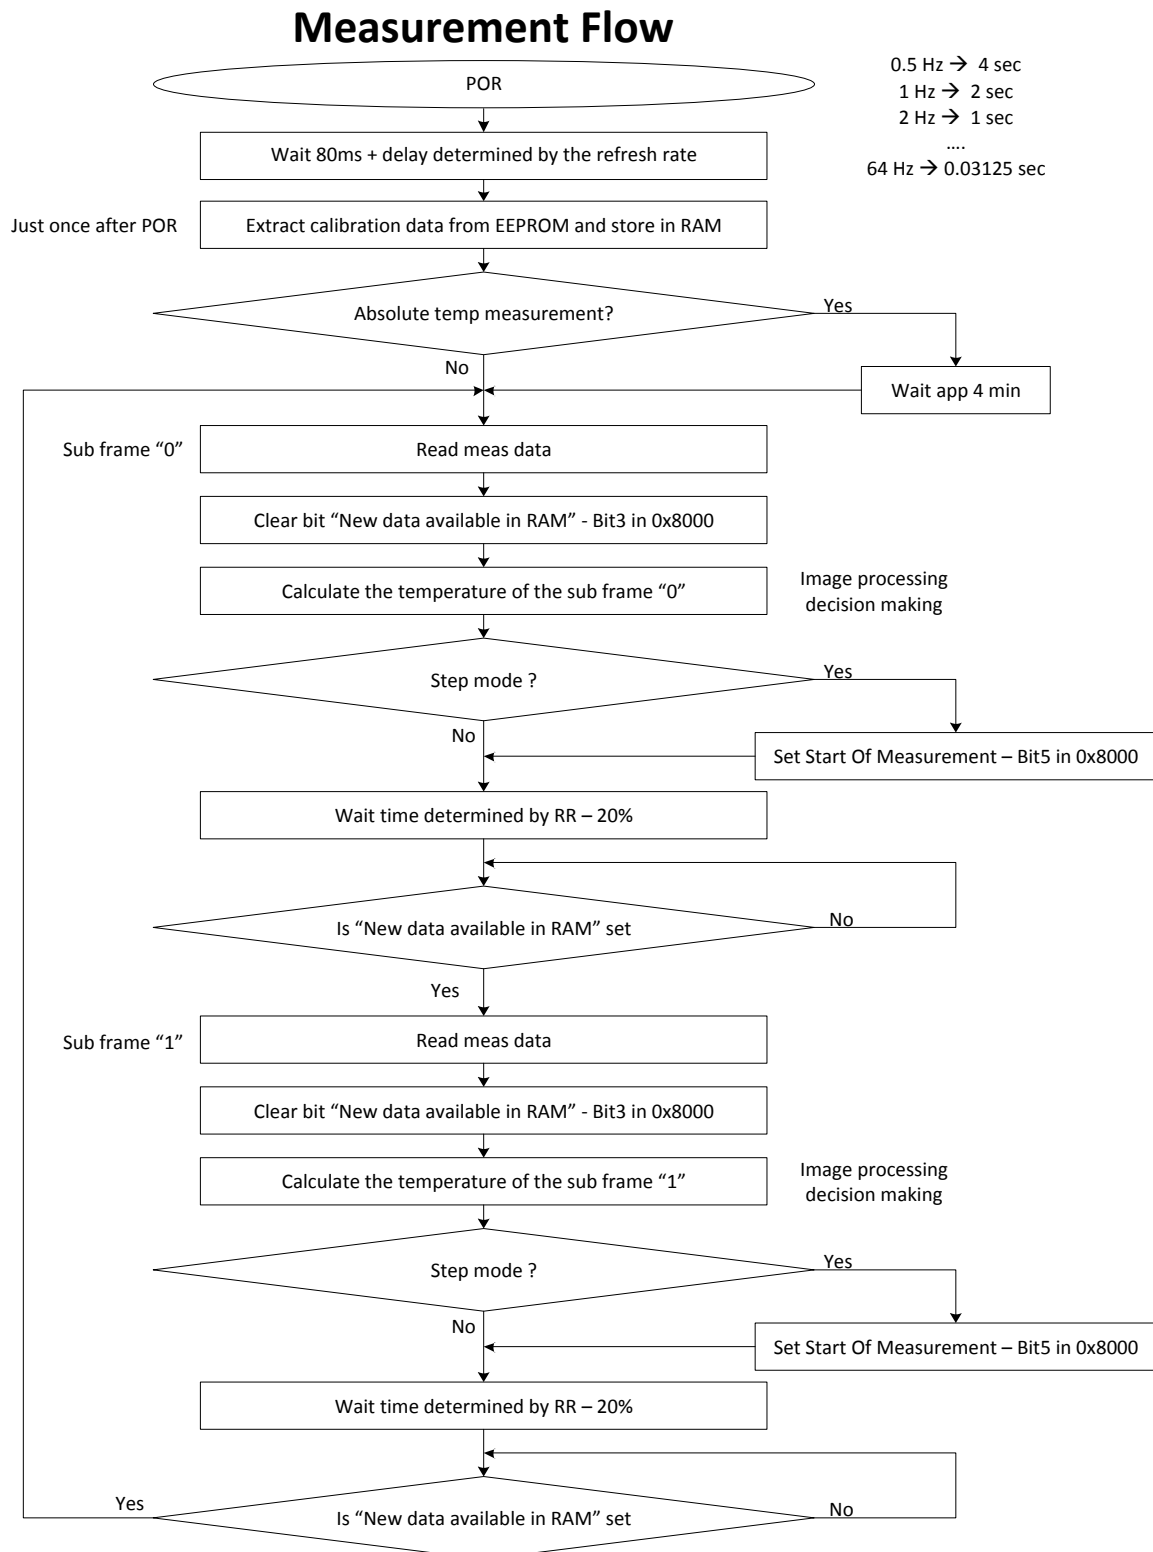 Measurement Flow
0.5 Hz → 4 sec
1 Hz → 2 sec
2 Hz → 1 sec
....
64 Hz → 0.03125 sec
POR
Wait 80ms + delay determined by the refresh rate
Just once after POR
Extract calibration data from EEPROM and store in RAM
Absolute temp measurement?
Yes
No
Wait app 4 min
Sub frame “0”
Read meas data
Clear bit “New data available in RAM” - Bit3 in 0x8000
Calculate the temperature of the sub frame “0”
Image processing
decision making
Step mode ?
Yes
No
Set Start Of Measurement – Bit5 in 0x8000
Wait time determined by RR – 20%
Is “New data available in RAM” set
No
Yes
Sub frame “1”
Read meas data
Clear bit “New data available in RAM” - Bit3 in 0x8000
Calculate the temperature of the sub frame “1”
Image processing
decision making
Step mode ?
Yes
No
Set Start Of Measurement – Bit5 in 0x8000
Wait time determined by RR – 20%
Yes
Is “New data available in RAM” set
No